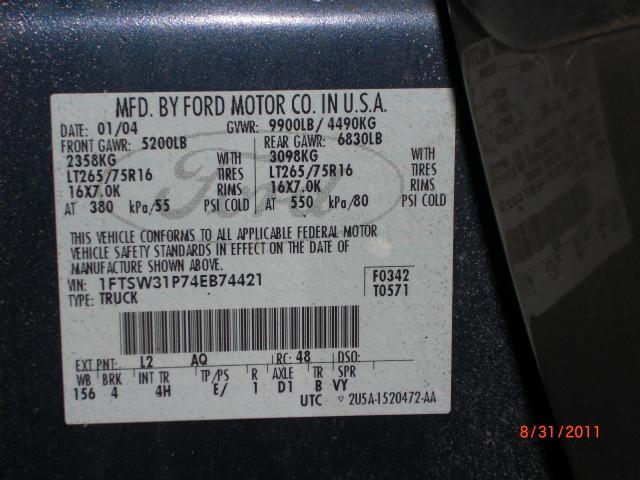 MFD. BY FORD MOTOR CO. IN U.S.A.
DATE: 01/04 GVWR: 9900LB/ 4490KG
FRONT GAWR: 5200LB REAR GAWR: 6830LB
2358KG WITH 3098KG WITH
LT265/75R16 TIRES LT265/75R16 TIRES
16X7.0K RIMS 16X7.0K RIMS
AT 380 kPa/55 PSI COLD AT 550 kPa/80 PSI COLD
Ford
THIS VEHICLE CONFORMS TO ALL APPLICABLE FEDERAL MOTOR
VEHICLE SAFETY STANDARDS IN EFFECT ON THE DATE OF
MANUFACTURE SHOWN ABOVE.
VIN: 1FTSW31P74EB74421 F0342
TYPE: TRUCK T0571
EXT PNT: L2 AQ RC: 48 DSO:
WB BRK INT TR TP/PS R AXLE TR SPR
156 4 4H E/ 1 D1 B VY
UTC ▽ 2U5A-1520472-AA
8/31/2011